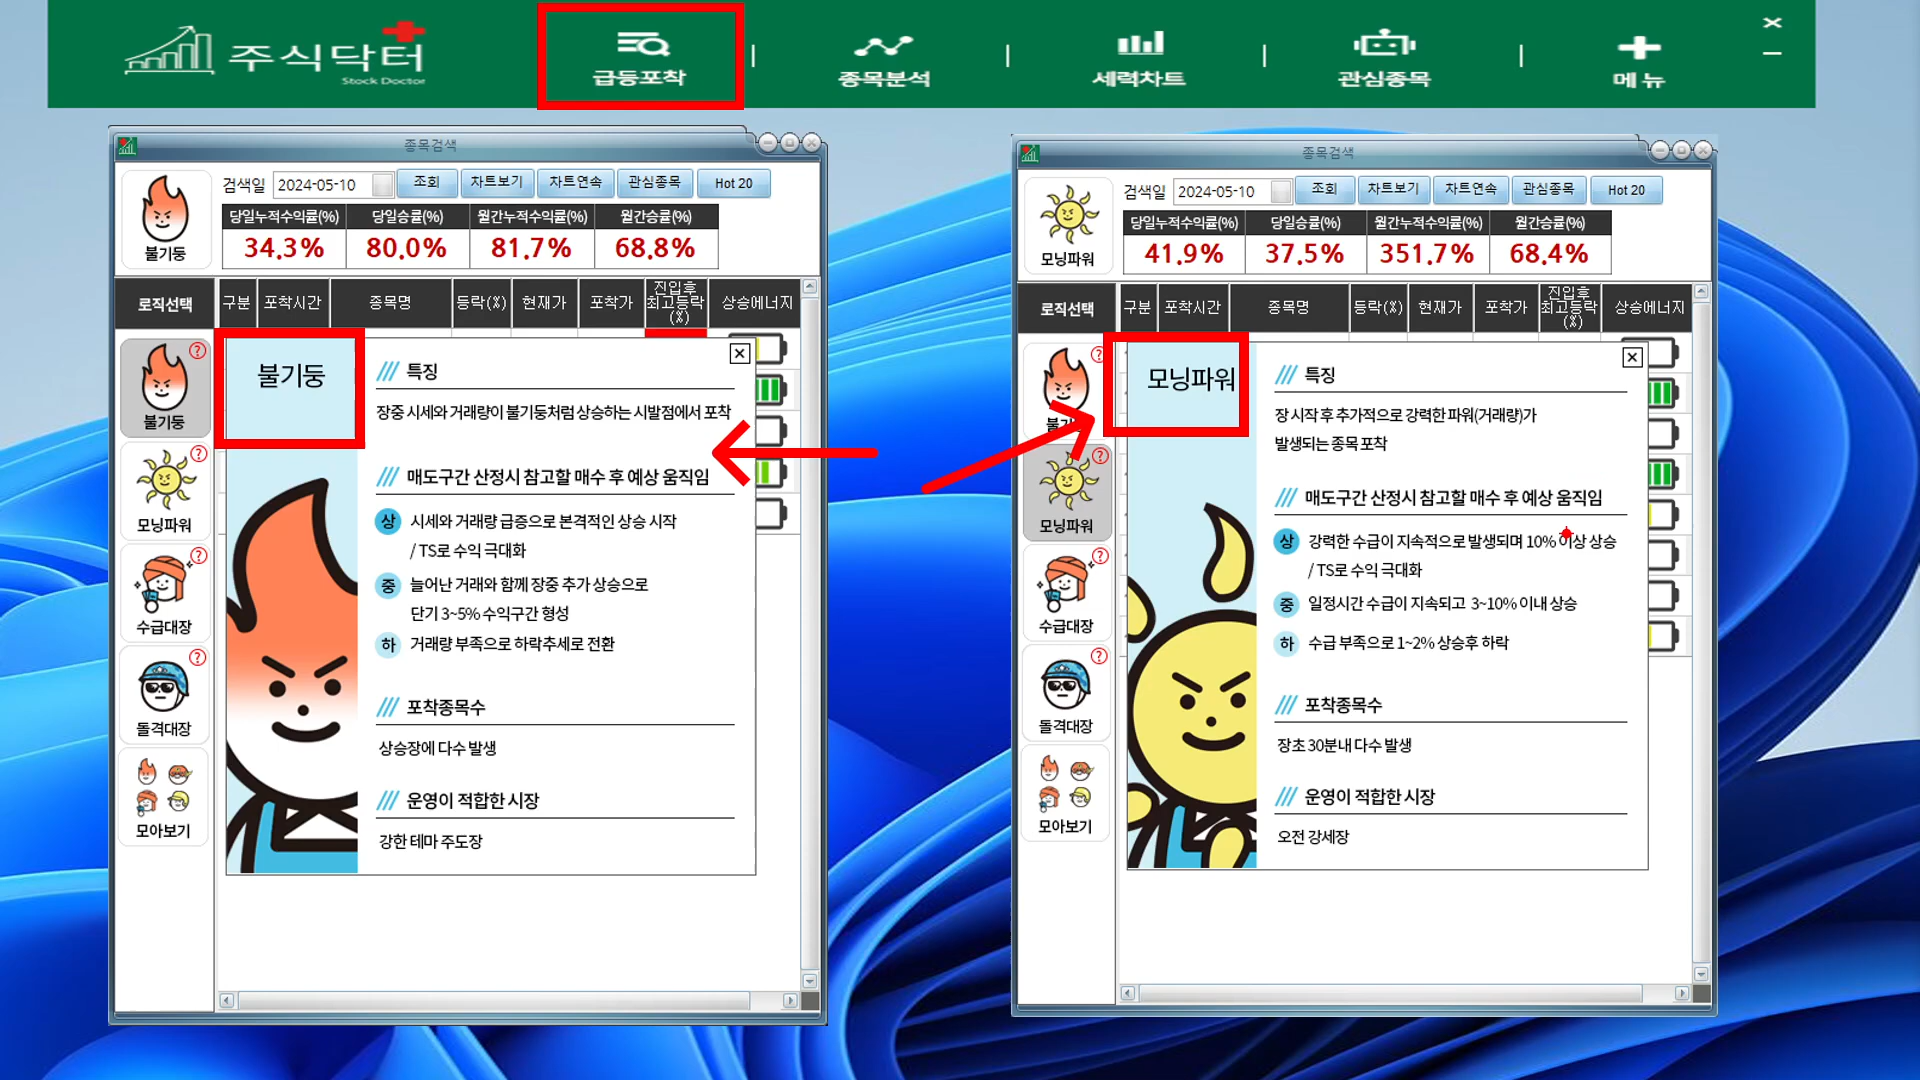 주식닥터
Stock Doctor
급등포착
종목분석
세력차트
관심종목
메뉴
종목검색
불기둥
검색일 2024-05-10 조회 차트보기 차트연속 관심종목 Hot 20
당일누적수익률(%) 당일승률(%) 월간누적수익률(%) 월간승률(%)
34.3% 80.0% 81.7% 68.8%
로직선택 구분 포착시간 종목명 등락(%) 현재가 포착가 진입후 최고등락 (%) 상승에너지
불기둥
모닝파워
수급대장
돌격대장
모아보기
불기둥
특징
장중 시세와 거래량이 불기둥처럼 상승하는 시발점에서 포착
매도구간 산정시 참고할 매수 후 예상 움직임
상 시세와 거래량 급증으로 본격적인 상승 시작
/ TS로 수익 극대화
중 늘어난 거래와 함께 장중 추가 상승으로
단기 3~5% 수익구간 형성
하 거래량 부족으로 하락추세로 전환
포착종목수
상승장에 다수 발생
운영이 적합한 시장
강한 테마 주도장
종목검색
모닝파워
검색일 2024-05-10 조회 차트보기 차트연속 관심종목 Hot 20
당일누적수익률(%) 당일승률(%) 월간누적수익률(%) 월간승률(%)
41.9% 37.5% 351.7% 68.4%
로직선택 구분 포착시간 종목명 등락(%) 현재가 포착가 진입후 최고등락 (%) 상승에너지
모닝파워
수급대장
돌격대장
모아보기
모닝파워
특징
장 시작 후 추가적으로 강력한 파워(거래량)가
발생되는 종목 포착
매도구간 산정시 참고할 매수 후 예상 움직임
상 강력한 수급이 지속적으로 발생되며 10% 이상 상승
/ TS로 수익 극대화
중 일정시간 수급이 지속되고 3~10% 이내 상승
하 수급 부족으로 1~2% 상승후 하락
포착종목수
장초 30분내 다수 발생
운영이 적합한 시장
오전 강세장